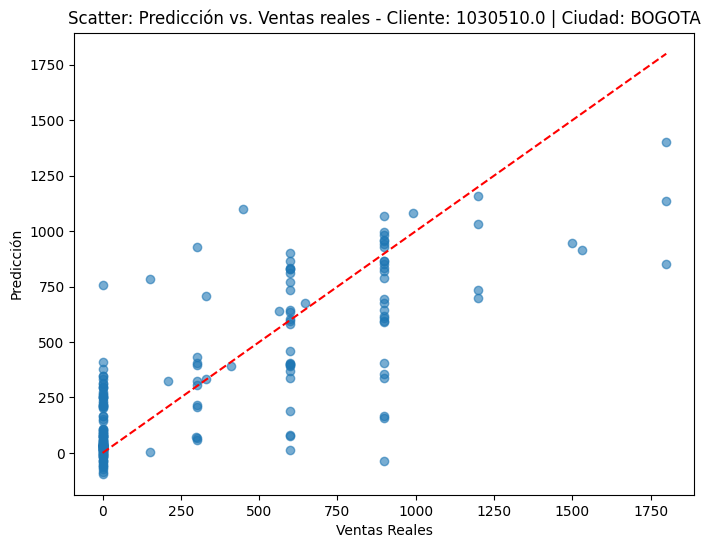 Scatter: Predicción vs. Ventas reales - Cliente: 1030510.0 | Ciudad: BOGOTA
1750
1500
1250
1000
750
500
250
0
Predicción
0 250 500 750 1000 1250 1500 1750
Ventas Reales